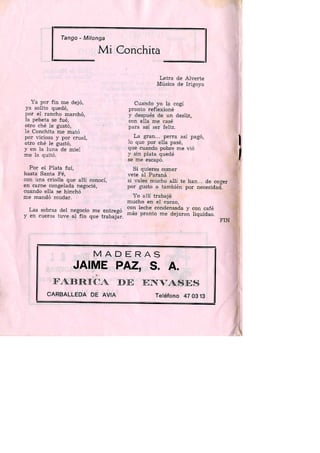 Tango - Milonga
Mi Conchita
Letra de Alverte
Música de Irigoyo
Ya por fin me dejó,
ya solito quedé,
por el rancho marchó,
la pebeta se fué,
otro ché le gustó,
la Conchita me mató
por vicioso y por cruel,
otro ché le gustó,
y en la luna de miel
me la quitó.
Por el Plata fuí,
hasta Santa Fé,
con una criolla que allí conocí,
en carne congelada negocié,
cuando ella se hinchó
me mandó rrodar.
Las sobras del negocio me entregó
y en cueros tuve al fin que trabajar.
Cuando yo la cogí
pronto reflexioné
y después de un desliz,
con ella me casé
para así ser feliz.
La gran... perra así pagó,
lo que por ella pasé,
que cuando pobre me vió
y sin plata quedé
se me escapó.
Si quieres comer
vete al Paraná
si vales mucho allí te han... de coger
por gusto o también por necesidad.
Yo allí trabajé
mucho en el vacao,
con leche condensada y con café
más pronto me dejaron liquidao.
FIN
MADERAS
JAIME PAZ, S. A.
FABRICA DE ENVASES
CARBALLEDA DE AVIA
Teléfono 47 03 13